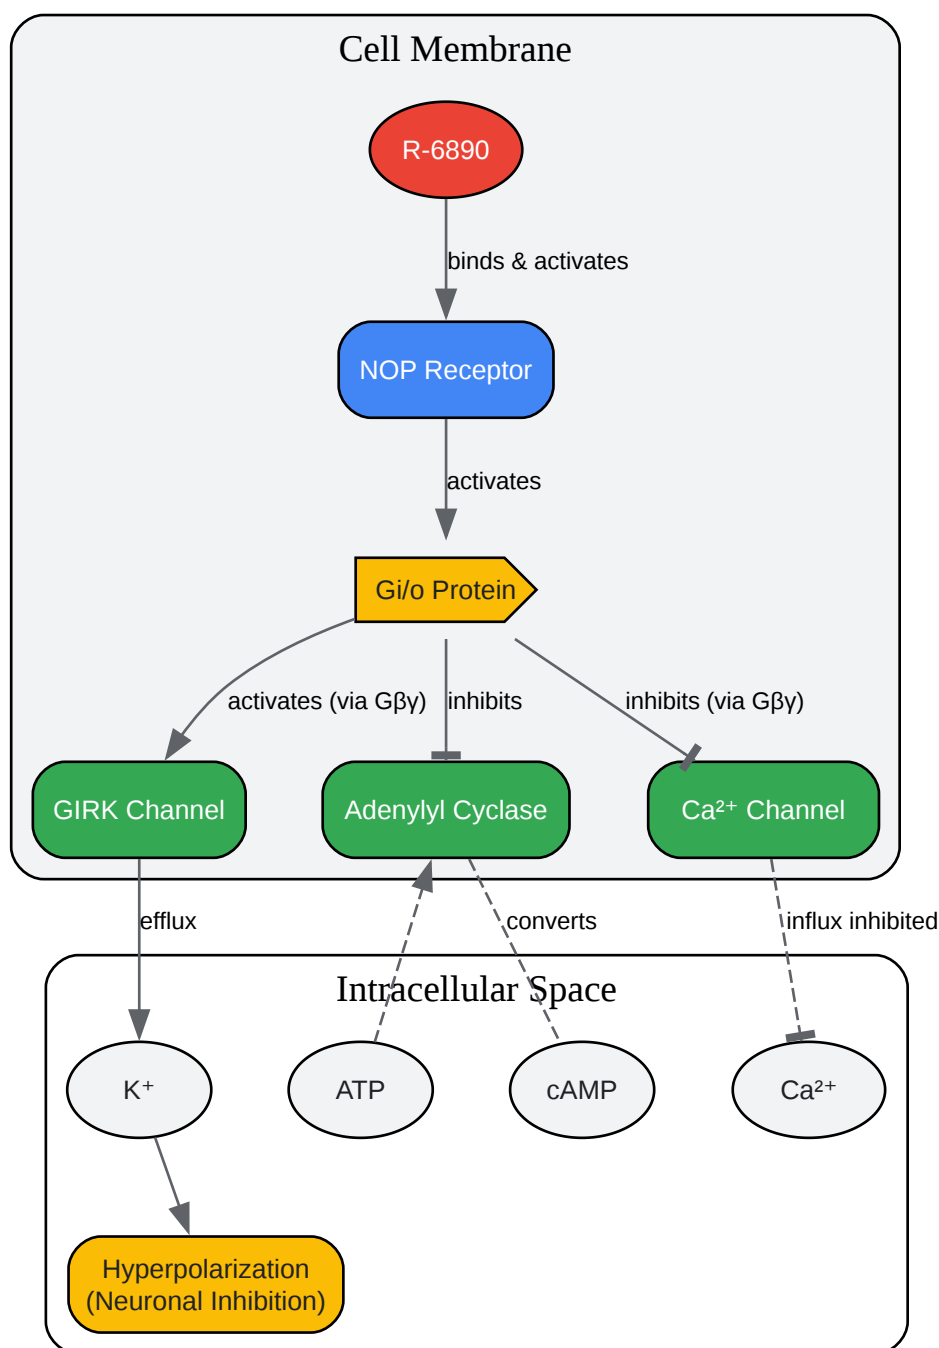 Cell Membrane
R-6890
binds & activates
NOP Receptor
activates
Gi/o Protein
activates (via Gβγ)
inhibits
inhibits (via Gβγ)
GIRK Channel
Adenylyl Cyclase
Ca²⁺ Channel
efflux
converts
influx inhibited
Intracellular Space
K⁺
ATP
cAMP
Ca²⁺
Hyperpolarization
(Neuronal Inhibition)